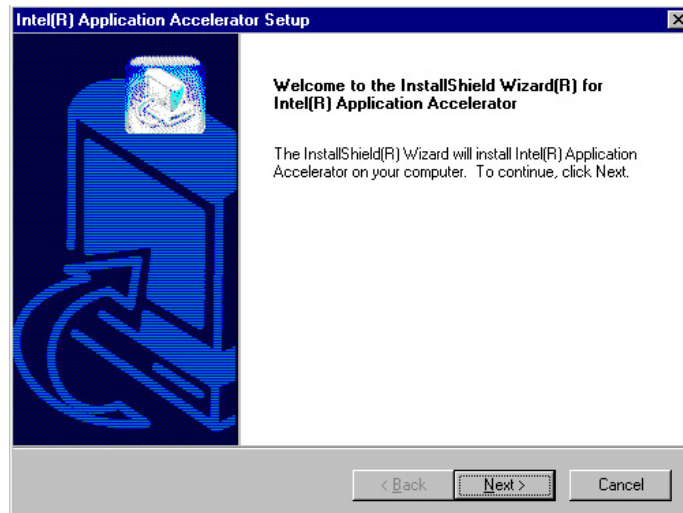 Intel(R) Application Accelerator Setup
Welcome to the InstallShield Wizard(R) for
Intel(R) Application Accelerator
The InstallShield(R) Wizard will install Intel(R) Application
Accelerator on your computer.  To continue, click Next.
< Back
Next >
Cancel